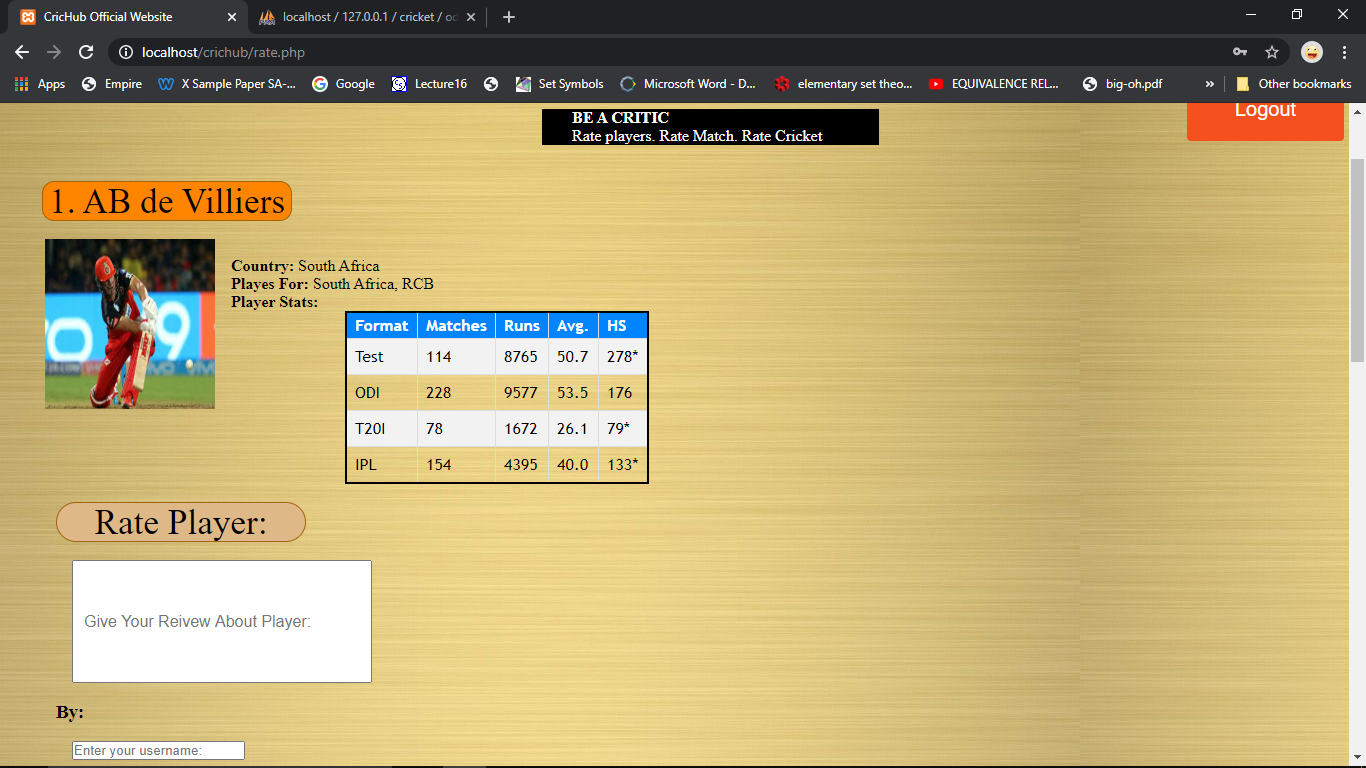 CricHub Official Website
localhost / 127.0.0.1 / cricket / od
localhost/crichub/rate.php
Apps Empire X Sample Paper SA-... Google Lecture16 Set Symbols Microsoft Word - D... elementary set theo... EQUIVALENCE REL... big-oh.pdf » Other bookmarks
BE A CRITIC
Rate players. Rate Match. Rate Cricket
Logout
1. AB de Villiers
Country: South Africa
Playes For: South Africa, RCB
Player Stats:
Format Matches Runs Avg. HS
Test 114 8765 50.7 278*
ODI 228 9577 53.5 176
T20I 78 1672 26.1 79*
IPL 154 4395 40.0 133*
Rate Player:
Give Your Reivew About Player:
By:
Enter your username: